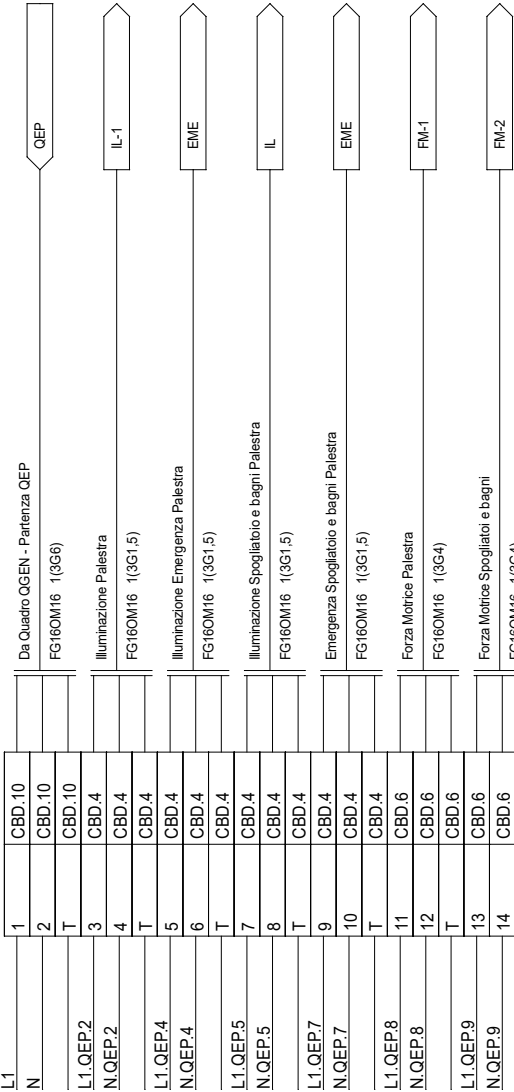 L1 1 CBD.10 Da Quadro QGEN - Partenza QEP
N 2 CBD.10 FG16OM16 1(3G6) QEP
T CBD.10
L1.QEP.2 3 CBD.4 Illuminazione Palestra
N.QEP.2 4 CBD.4 FG16OM16 1(3G1,5) IL-1
T CBD.4
L1.QEP.4 5 CBD.4 Illuminazione Emergenza Palestra
N.QEP.4 6 CBD.4 FG16OM16 1(3G1,5) EME
T CBD.4
L1.QEP.5 7 CBD.4 Illuminazione Spogliatoio e bagni Palestra
N.QEP.5 8 CBD.4 FG16OM16 1(3G1,5) IL
T CBD.4
L1.QEP.7 9 CBD.4 Emergenza Spogliatoio e bagni Palestra
N.QEP.7 10 CBD.4 FG16OM16 1(3G1,5) EME
T CBD.4
L1.QEP.8 11 CBD.6 Forza Motrice Palestra
N.QEP.8 12 CBD.6 FG16OM16 1(3G4) FM-1
T CBD.6
L1.QEP.9 13 CBD.6 Forza Motrice Spogliatoi e bagni
N.QEP.9 14 CBD.6 FG16OM16 1(3G4) FM-2